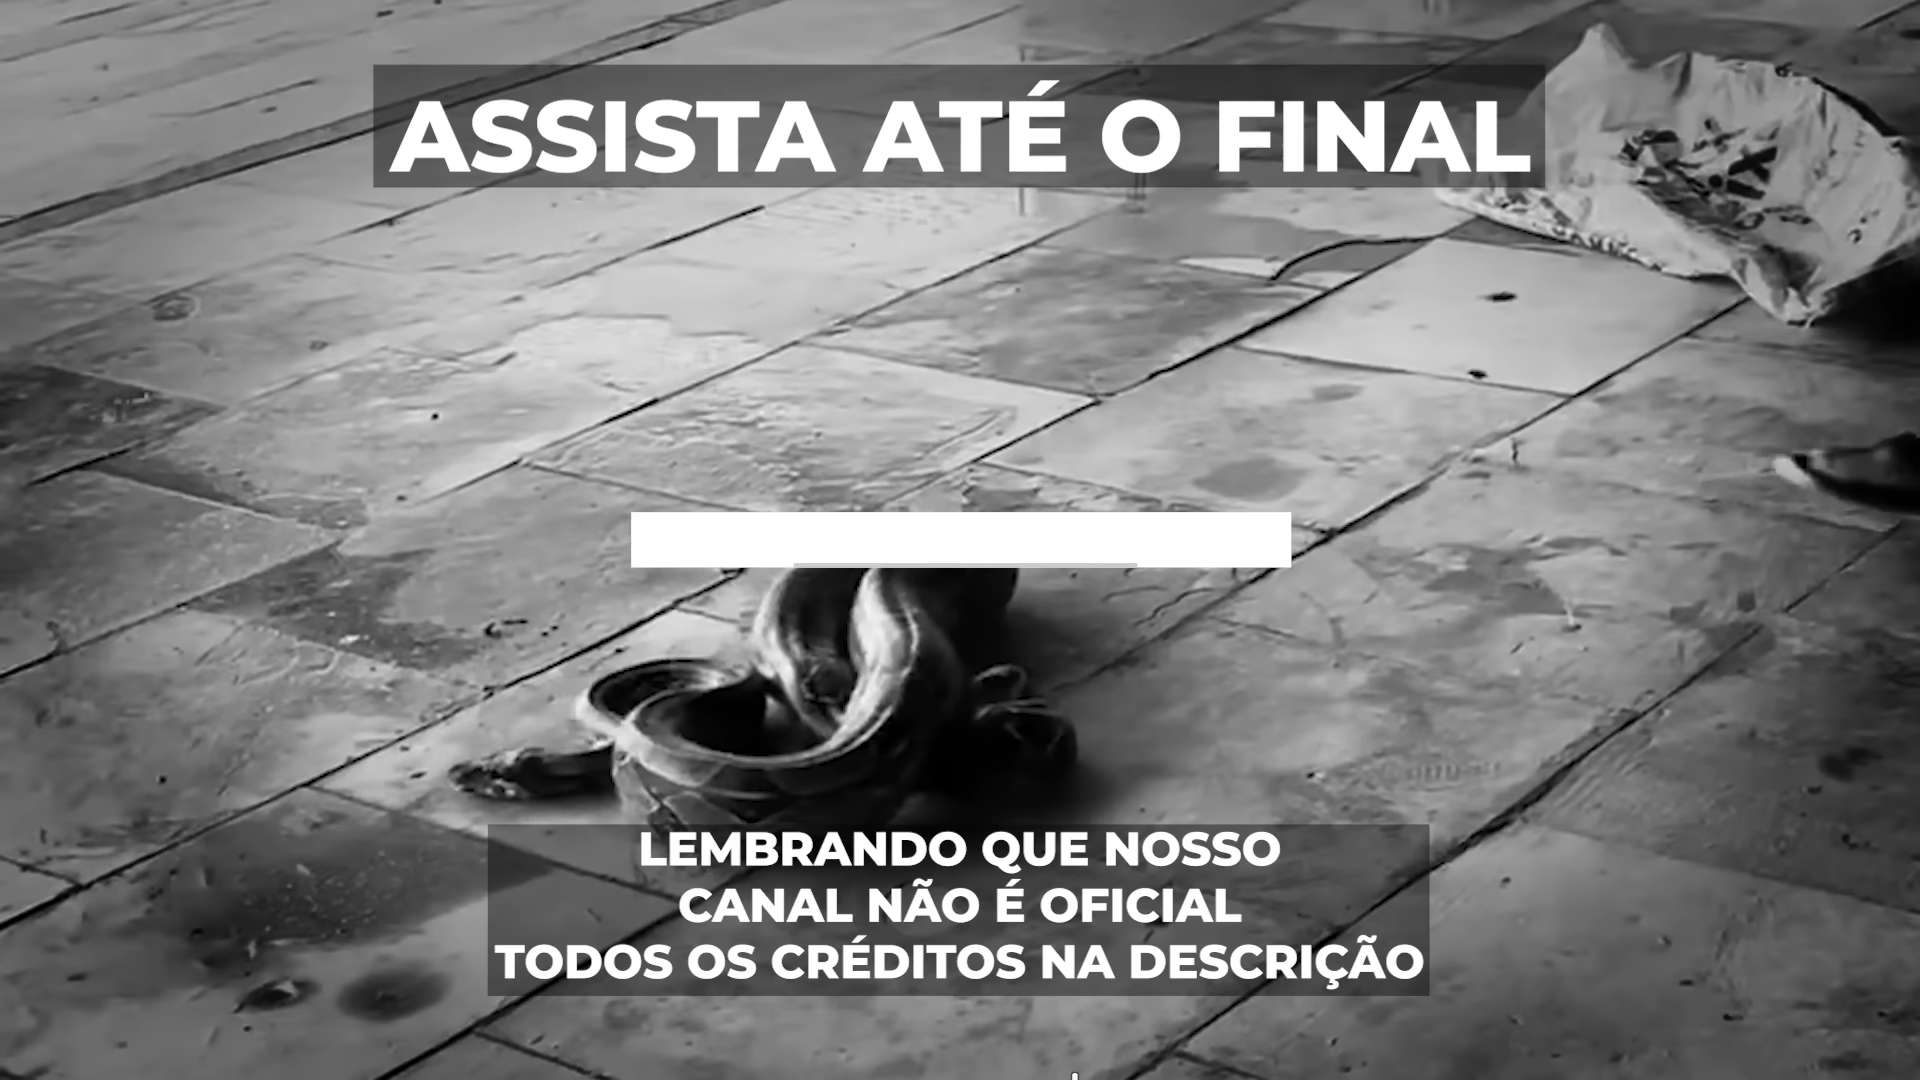 ASSISTA ATÉ O FINAL
LEMBRANDO QUE NOSSO
CANAL NÃO É OFICIAL
TODOS OS CRÉDITOS NA DESCRIÇÃO